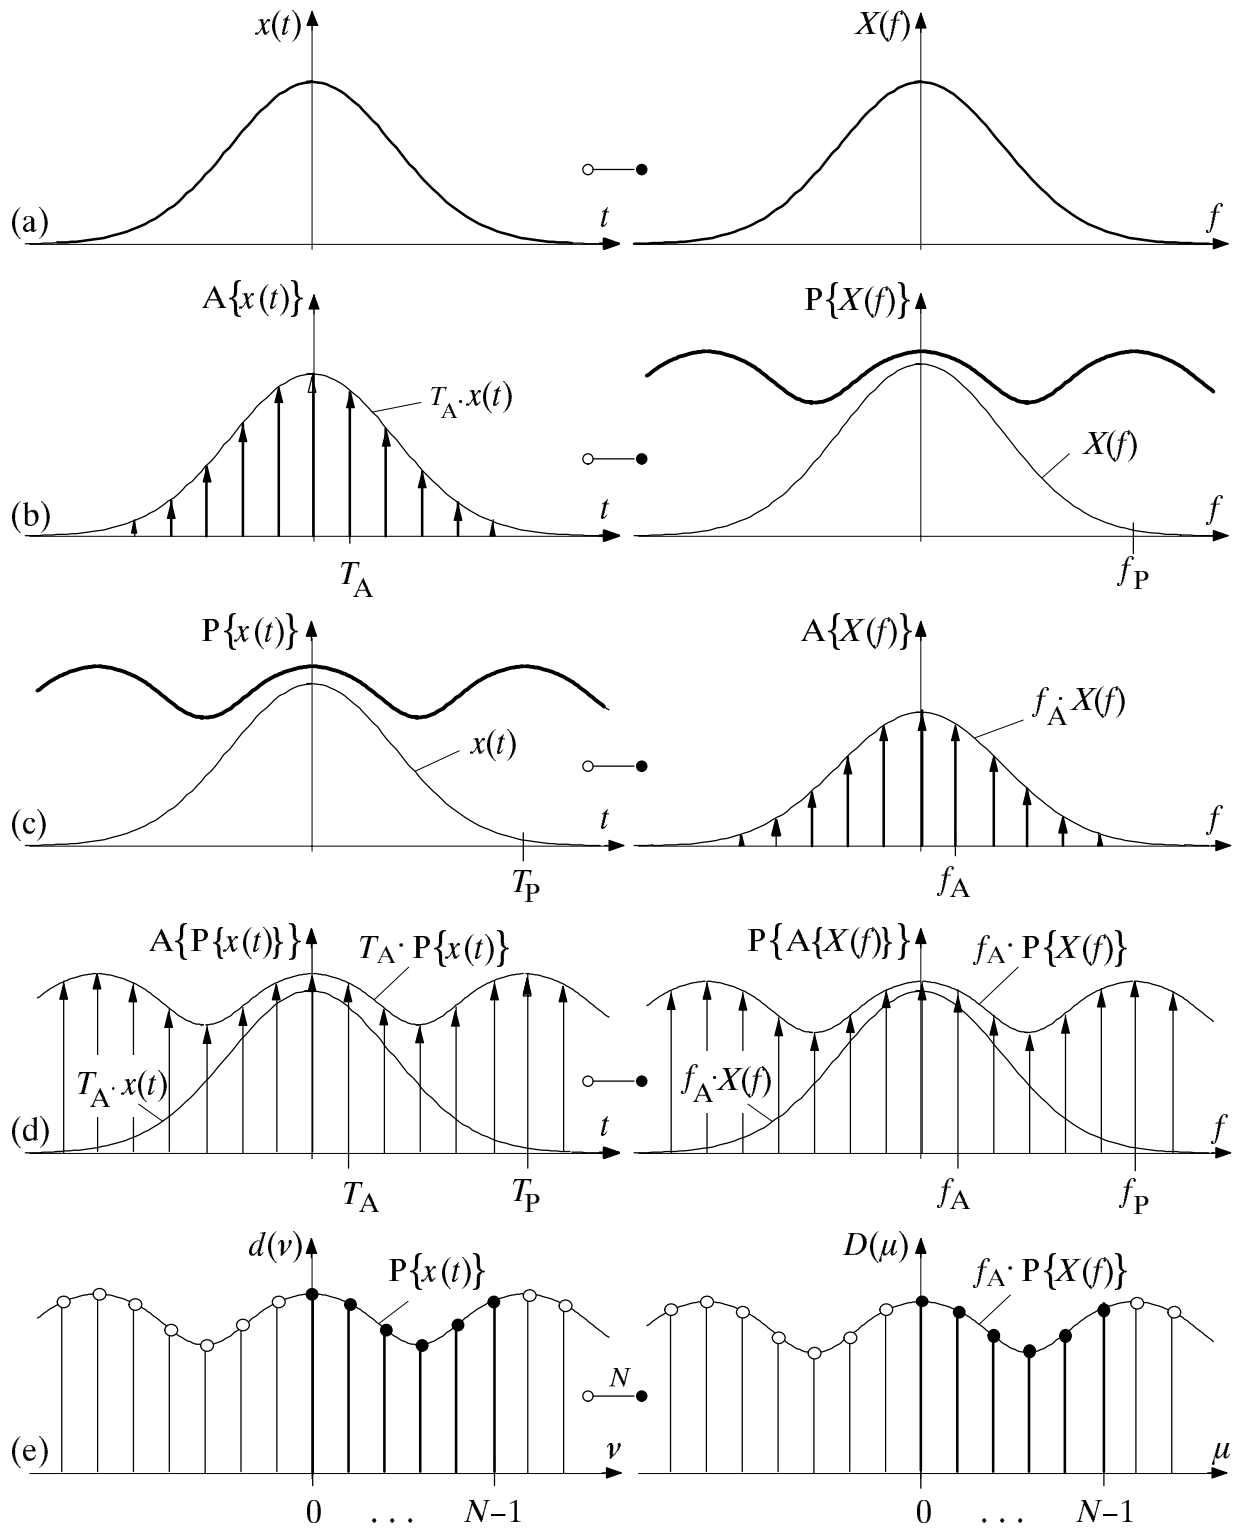 x(t)
X(f)
(a)
t
f
A{x(t)}
P{X(f)}
T_A · x(t)
X(f)
(b)
t
f
T_A
f_P
P{x(t)}
A{X(f)}
f_A · X(f)
x(t)
(c)
t
f
T_P
f_A
A{P{x(t)}}
T_A · P{x(t)}
P{A{X(f)}}
f_A · P{X(f)}
T_A · x(t)
f_A · X(f)
(d)
t
f
T_A
T_P
f_A
f_P
d(ν)
P{x(t)}
D(μ)
f_A · P{X(f)}
N
(e)
ν
μ
0 . . . N–1
0 . . . N–1